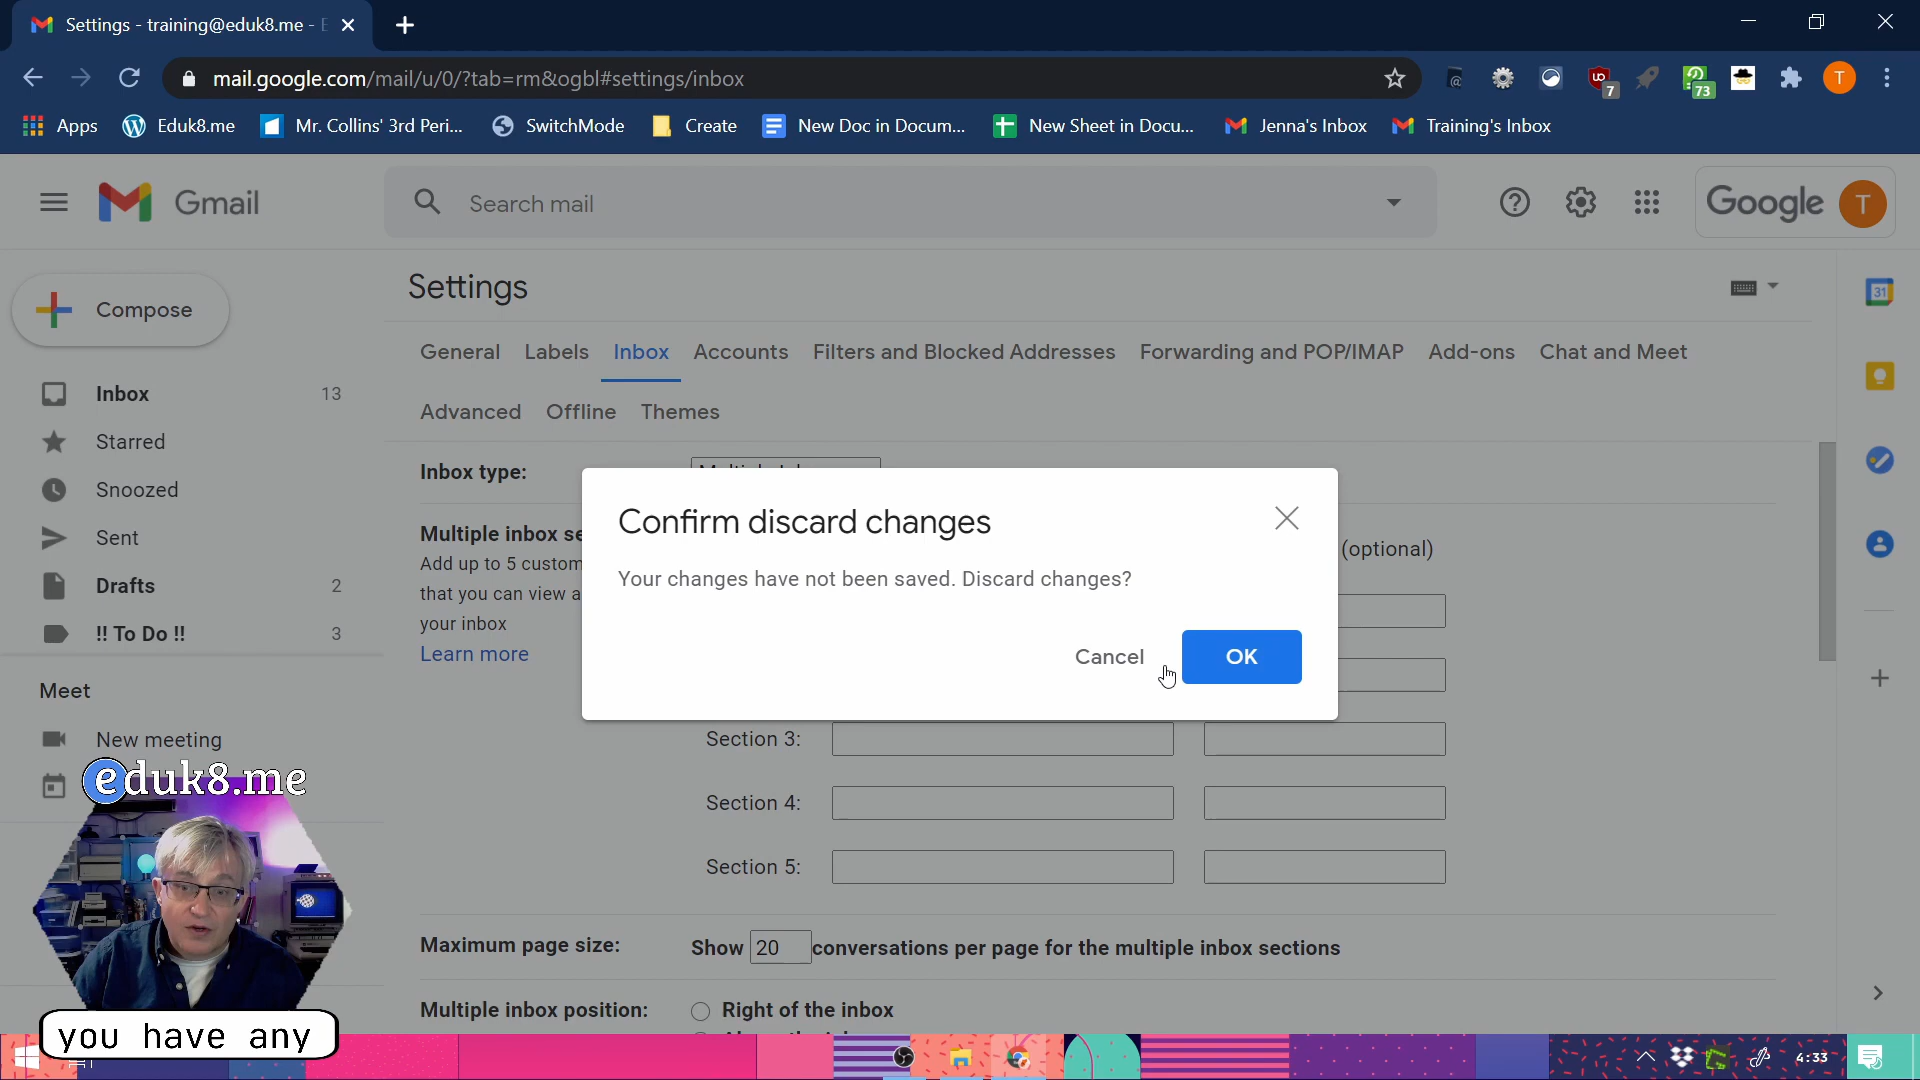 Settings - training@eduk8.me -
mail.google.com/mail/u/0/?tab=rm&ogbl#settings/inbox
7
73
T
Apps
Eduk8.me
Mr. Collins' 3rd Peri...
SwitchMode
Create
New Doc in Docum...
New Sheet in Docu...
Jenna's Inbox
Training's Inbox
Gmail
Search mail
Google
T
Compose
Settings
31
General Labels Inbox Accounts Filters and Blocked Addresses Forwarding and POP/IMAP Add-ons Chat and Meet
Advanced Offline Themes
Inbox 13
Starred
Snoozed
Sent
Drafts 2
!! To Do !! 3
Meet
New meeting
Inbox type:
Multiple inbox se
Add up to 5 custom
that you can view a
your inbox
Learn more
(optional)
Confirm discard changes
Your changes have not been saved. Discard changes?
Cancel
OK
Section 3:
Section 4:
Section 5:
Maximum page size: Show 20 conversations per page for the multiple inbox sections
Multiple inbox position: Right of the inbox
eduk8.me
you have any
4:33